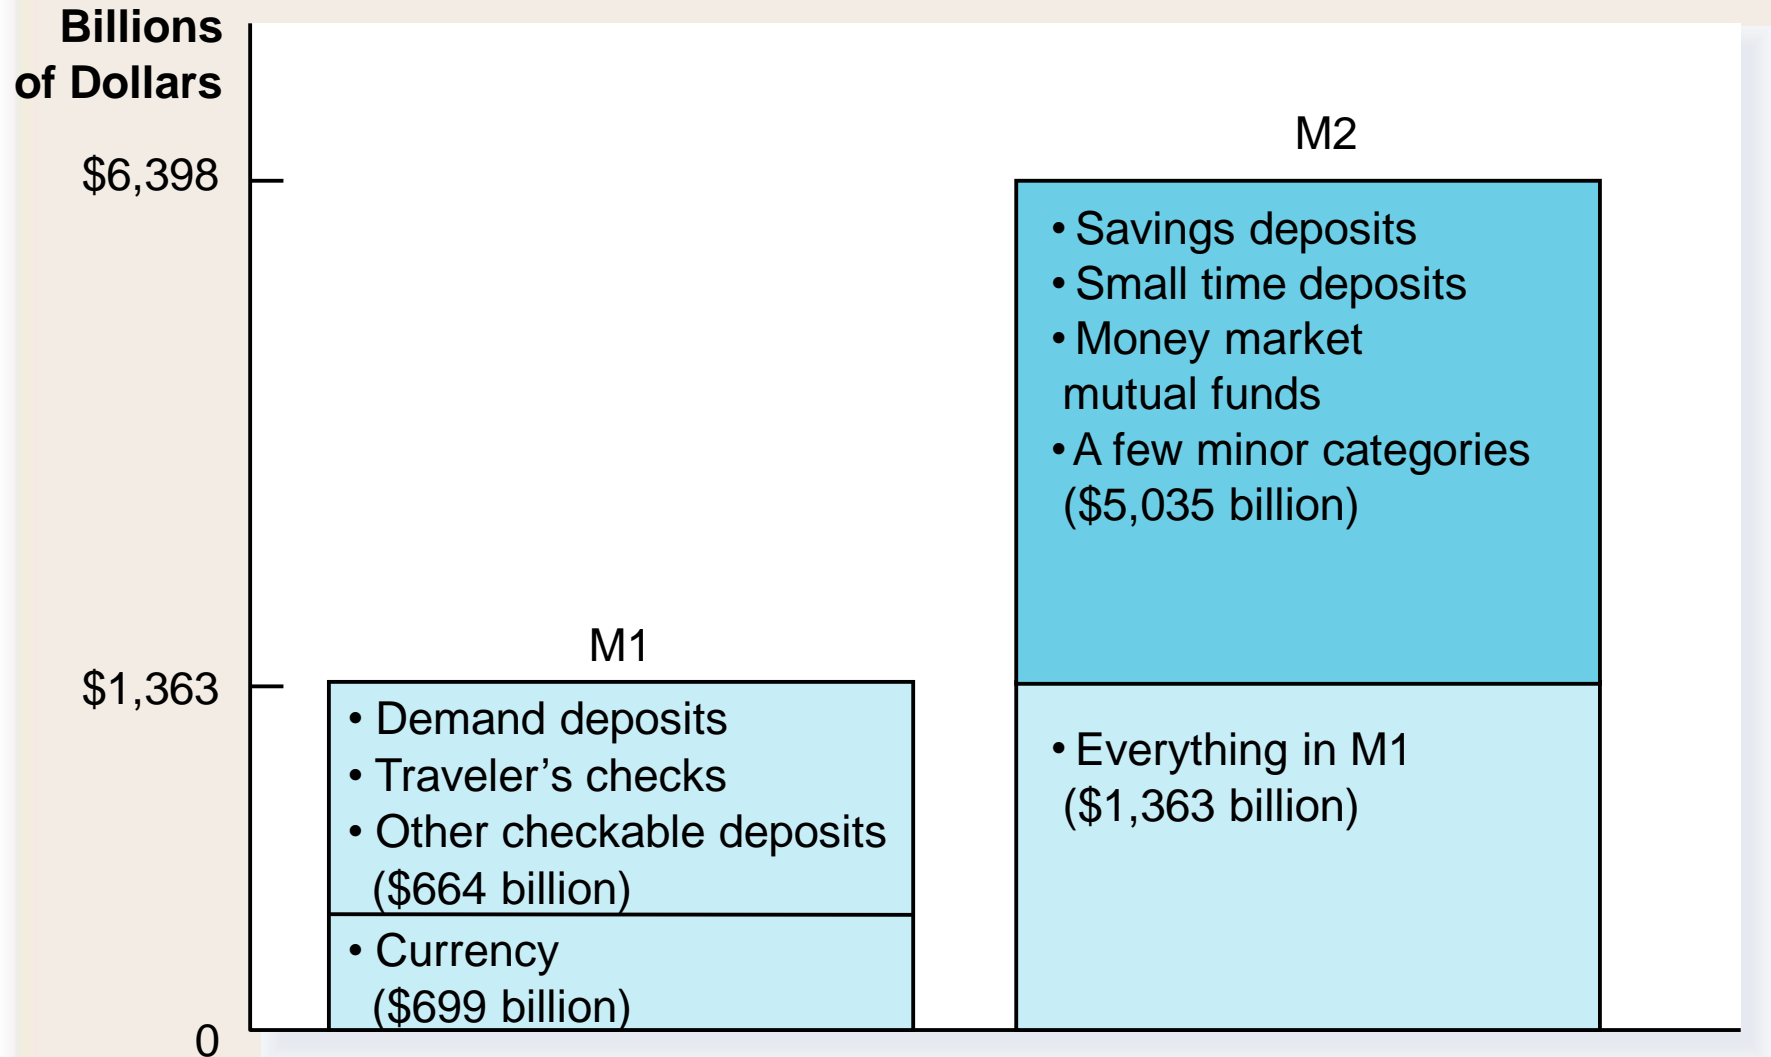 Billions
of Dollars
$6,398
$1,363
0
M1
• Demand deposits
• Traveler’s checks
• Other checkable deposits
($664 billion)
• Currency
($699 billion)
M2
• Savings deposits
• Small time deposits
• Money market
mutual funds
• A few minor categories
($5,035 billion)
• Everything in M1
($1,363 billion)